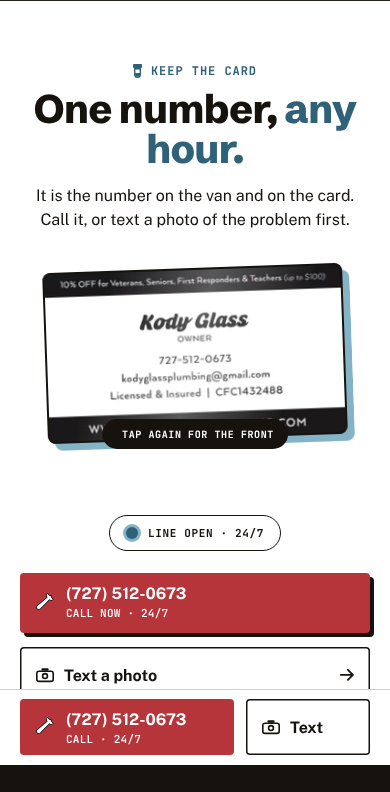 KEEP THE CARD
One number, any
hour.
It is the number on the van and on the card.
Call it, or text a photo of the problem first.
10% OFF for Veterans, Seniors, First Responders & Teachers (up to $100)
Kody Glass
OWNER
727-512-0673
kodyglassplumbing@gmail.com
Licensed & Insured | CFC1432488
TAP AGAIN FOR THE FRONT
LINE OPEN · 24/7
(727) 512-0673
CALL NOW · 24/7
Text a photo
(727) 512-0673
CALL · 24/7
Text